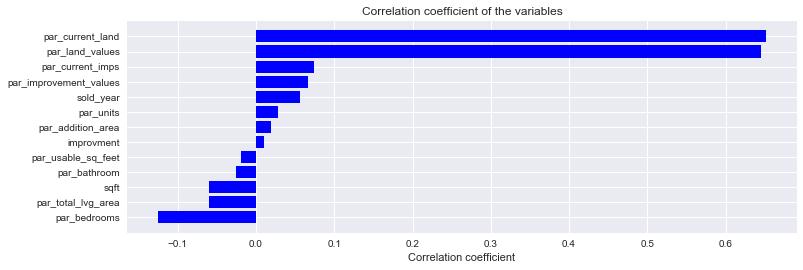 Correlation coefficient of the variables
par_current_land
par_land_values
par_current_imps
par_improvement_values
sold_year
par_units
par_addition_area
improvment
par_usable_sq_feet
par_bathroom
sqft
par_total_lvg_area
par_bedrooms
−0.1 0.0 0.1 0.2 0.3 0.4 0.5 0.6
Correlation coefficient